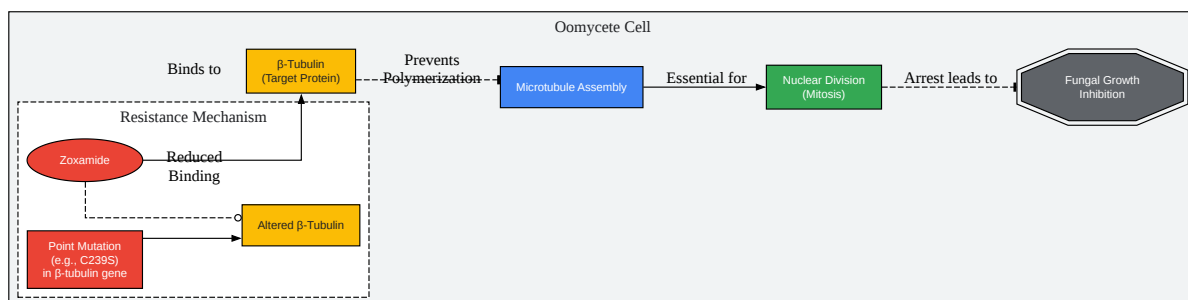 Oomycete Cell
Binds to
β-Tubulin
(Target Protein)
Prevents
Polymerization
Microtubule Assembly
Essential for
Nuclear Division
(Mitosis)
Arrest leads to
Fungal Growth
Inhibition
Resistance Mechanism
Zoxamide
Reduced
Binding
Altered β-Tubulin
Point Mutation
(e.g., C239S)
in β-tubulin gene